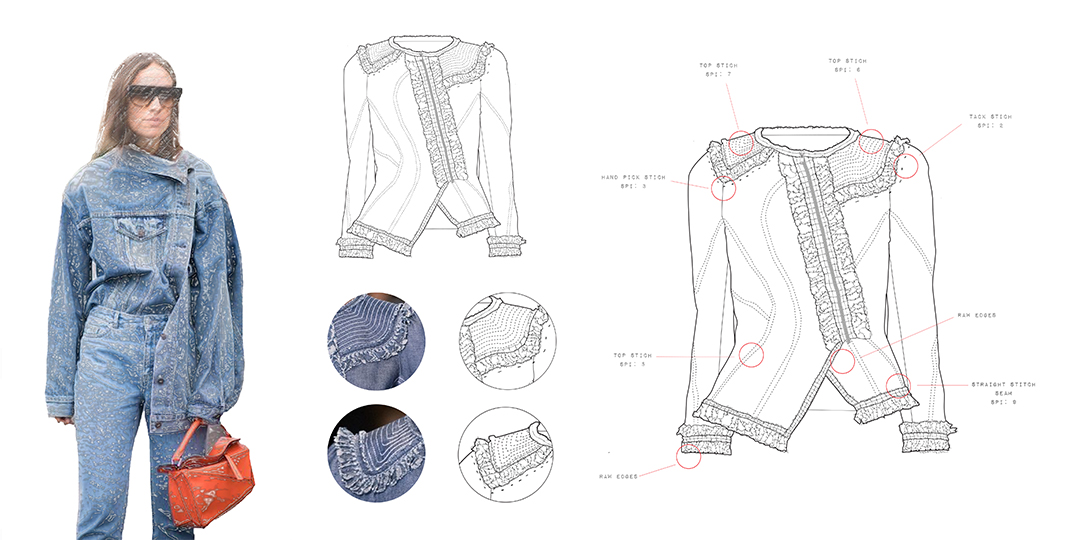 TOP STICH
SPI: 7
TOP STICH
SPI: 6
TACK STICH
SPI: 2
HAND PICK STICH
SPI: 3
RAW EDGES
TOP STICH
SPI: 5
STRAIGHT STITCH
SEAM
SPI: 8
RAW EDGES